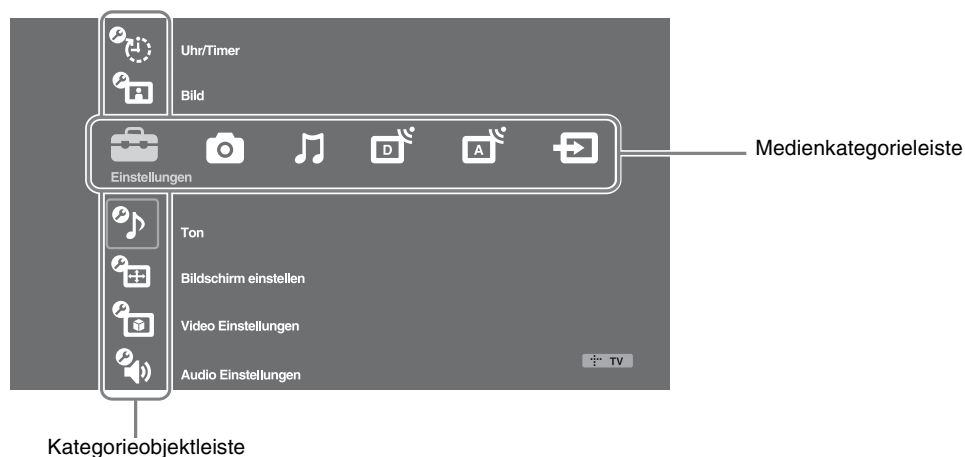 Uhr/Timer
Bild
D
A
Einstellungen
Medienkategorieleiste
Ton
Bildschirm einstellen
Video Einstellungen
TV
Audio Einstellungen
Kategorieobjektleiste